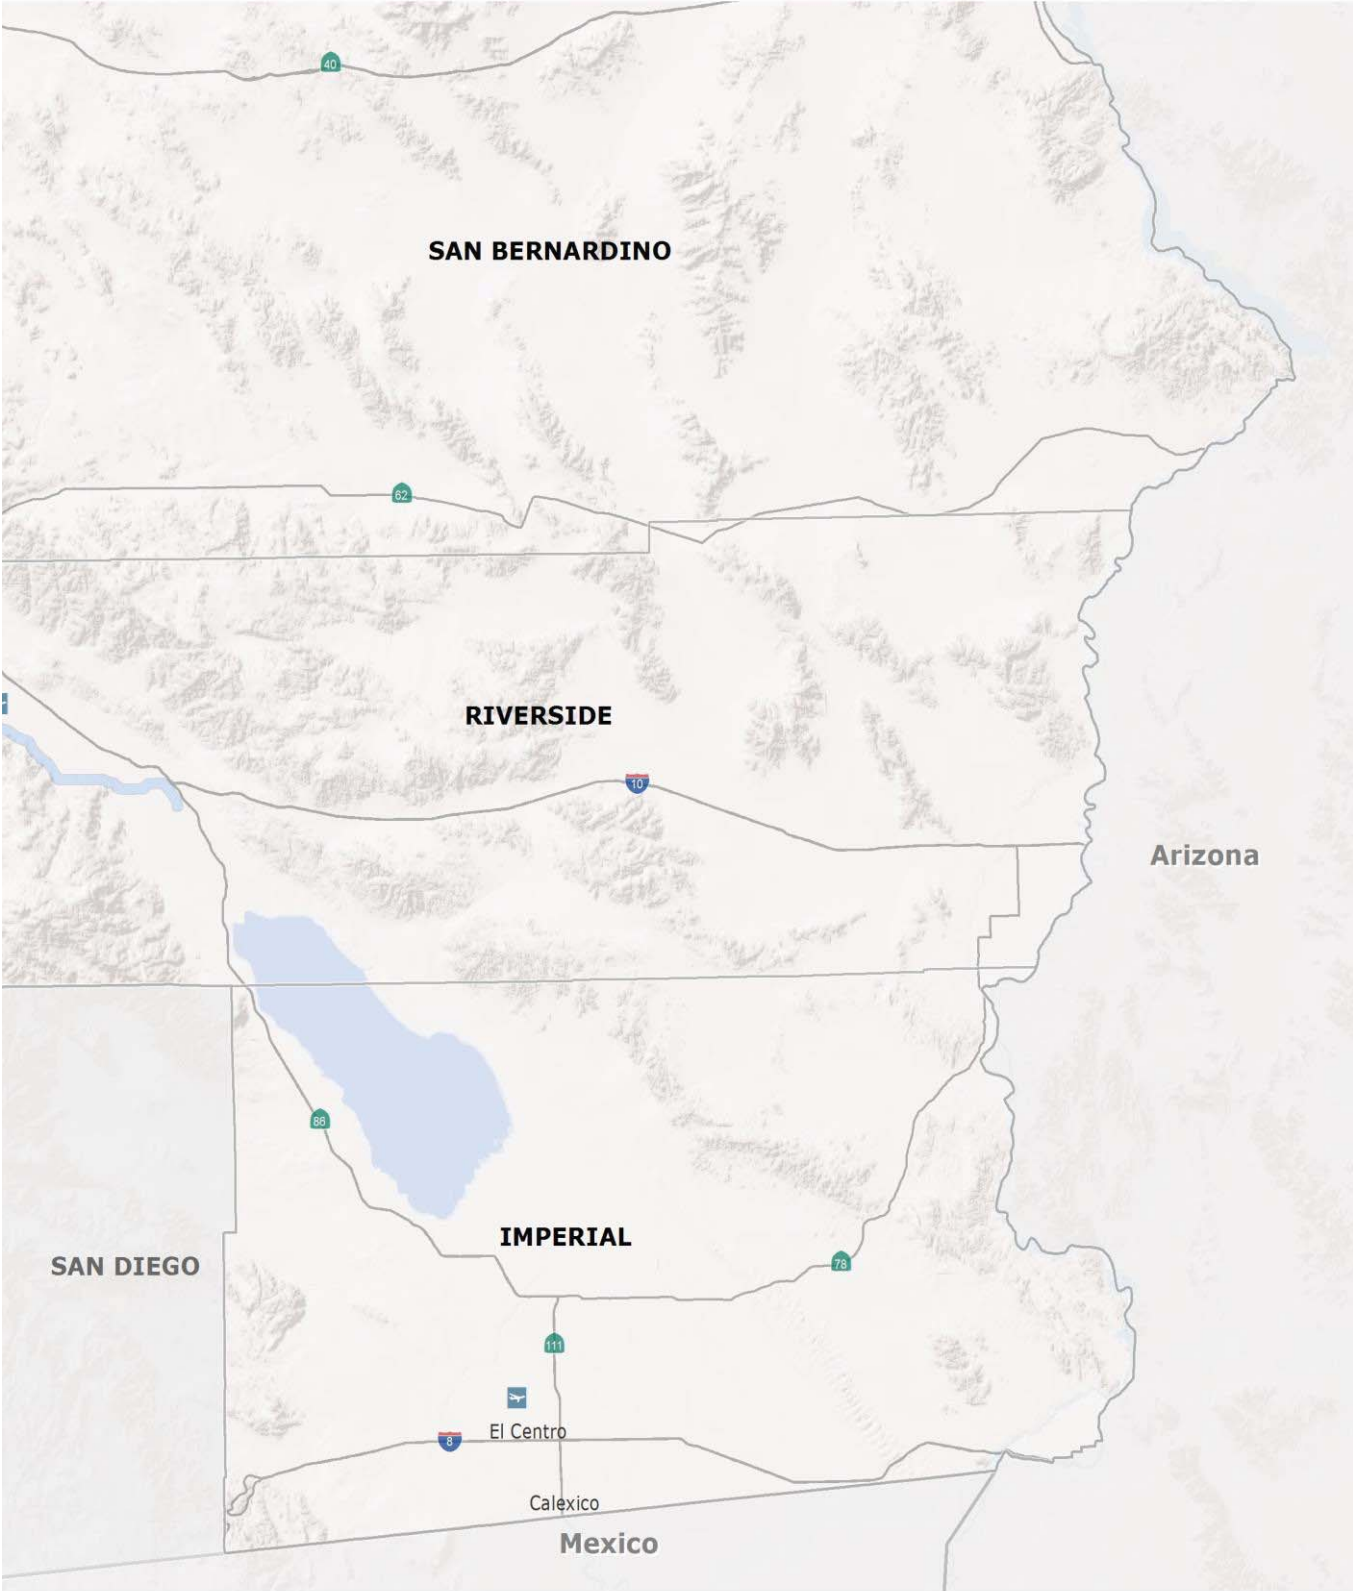 40
SAN BERNARDINO
62
RIVERSIDE
10
Arizona
86
IMPERIAL
SAN DIEGO
78
111
El Centro
8
Calexico
Mexico